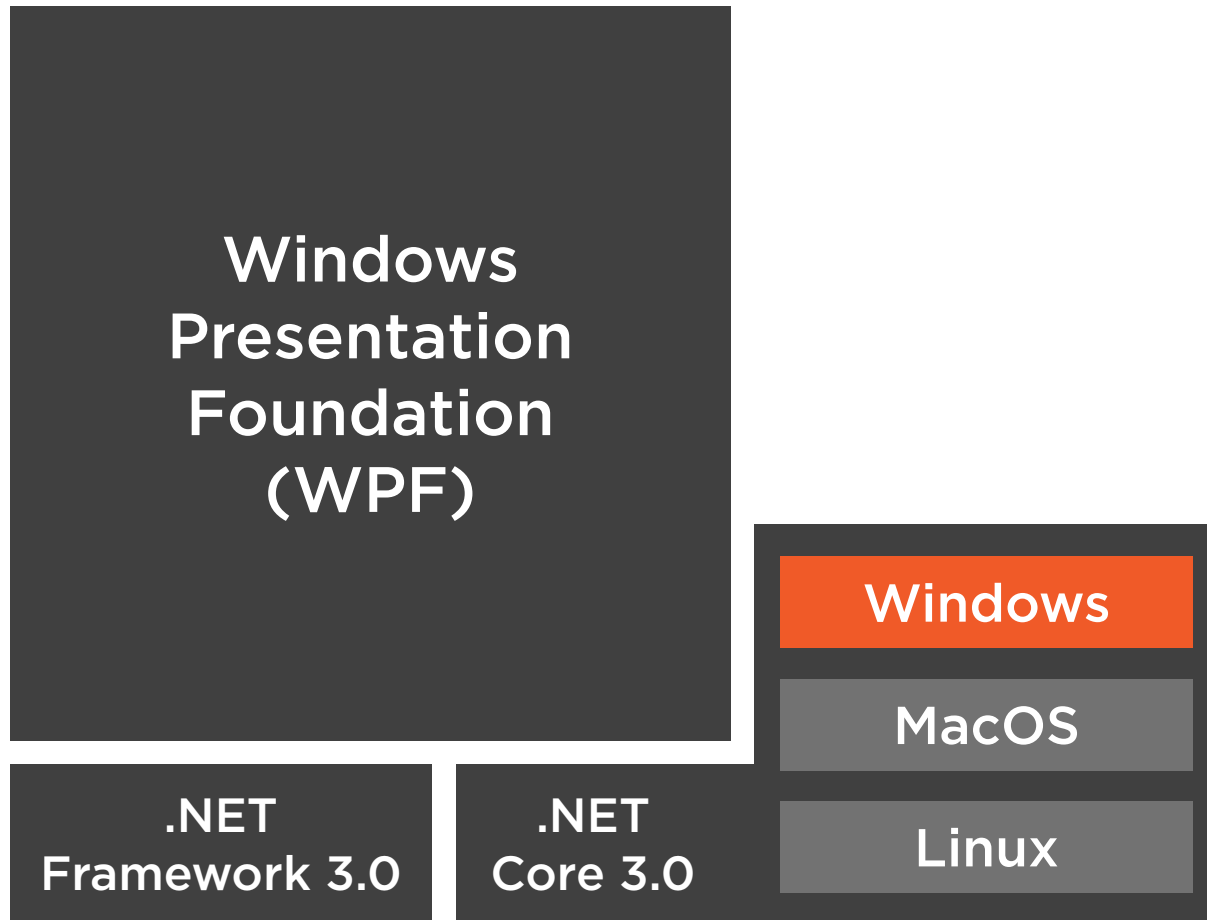 Windows
Presentation
Foundation
(WPF)
Windows
MacOS
Linux
.NET
Framework 3.0
.NET
Core 3.0